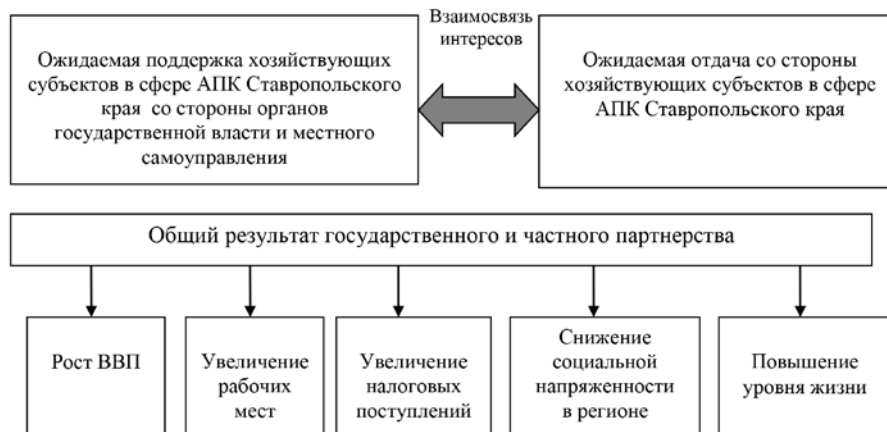 Взаимосвязь
интересов
Ожидаемая поддержка хозяйствующих
субъектов в сфере АПК Ставропольского
края со стороны органов
государственной власти и местного
самоуправления
Ожидаемая отдача со стороны
хозяйствующих субъектов в сфере
АПК Ставропольского края
Общий результат государственного и частного партнерства
Рост ВВП
Увеличение
рабочих
мест
Увеличение
налоговых
поступлений
Снижение
социальной
напряженности
в регионе
Повышение
уровня жизни